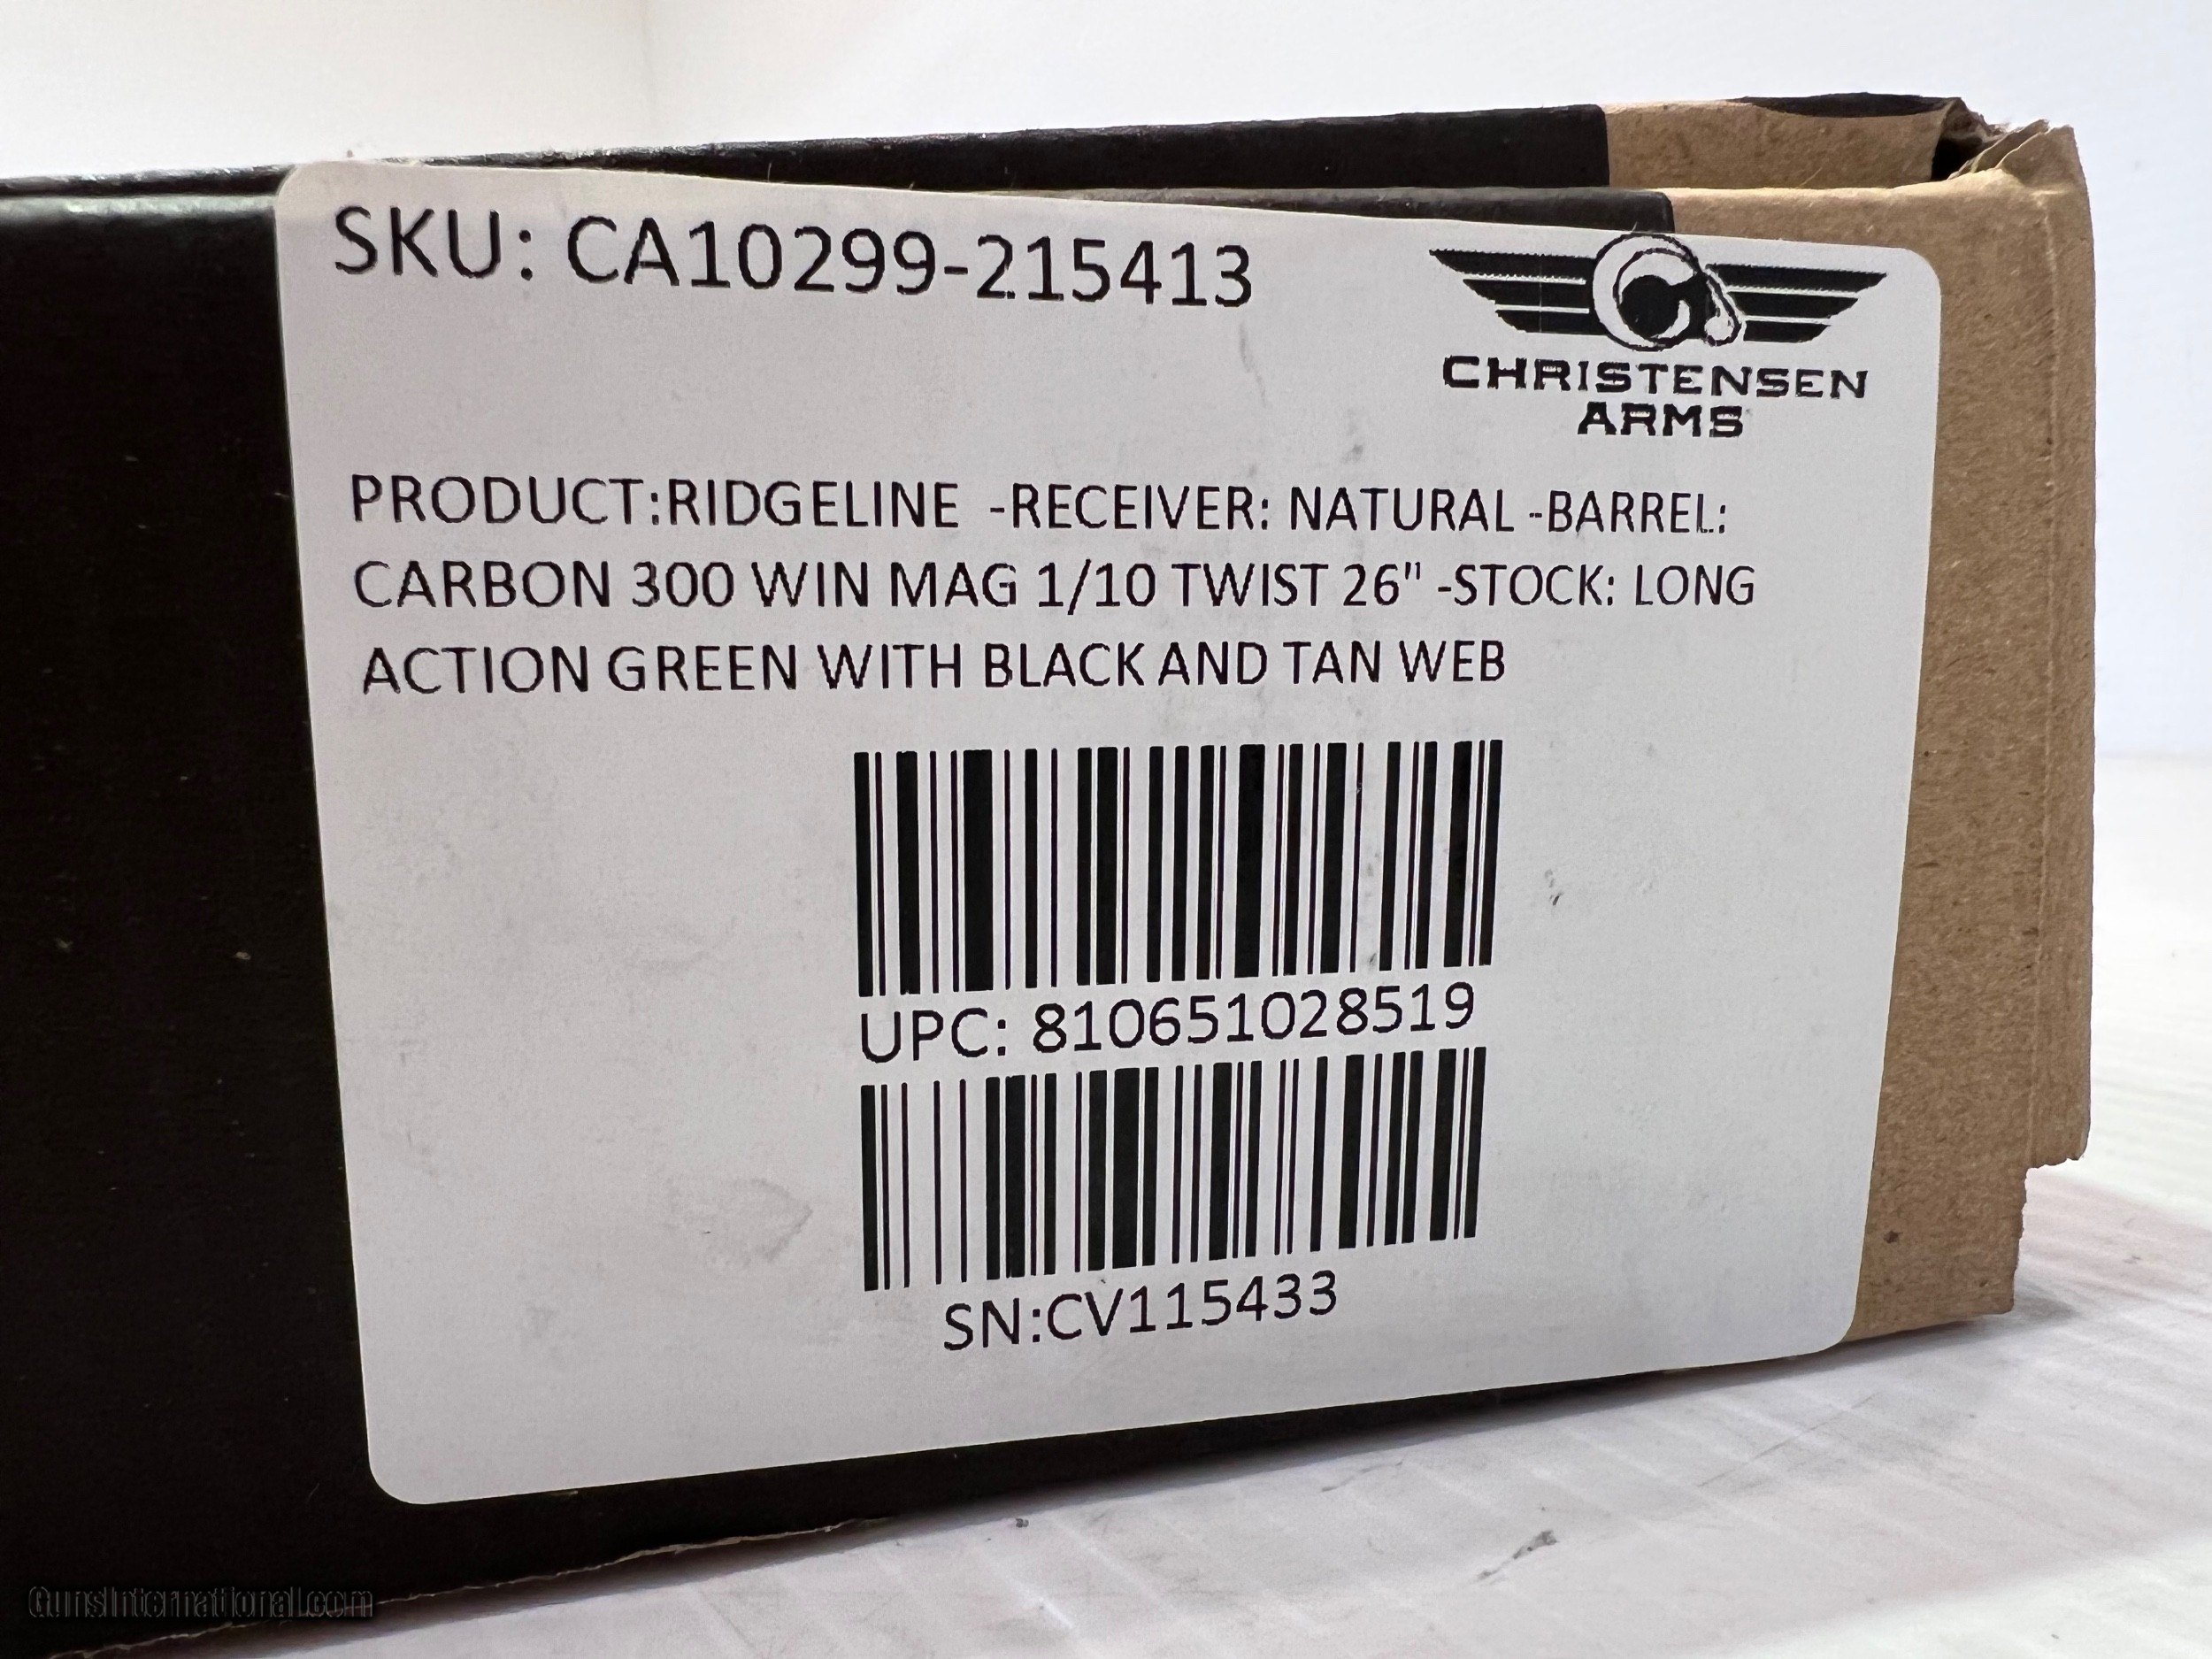 SKU: CA10299-215413
CHRISTENSEN
ARMS
PRODUCT:RIDGELINE -RECEIVER: NATURAL -BARREL:
CARBON 300 WIN MAG 1/10 TWIST 26" -STOCK: LONG
ACTION GREEN WITH BLACK AND TAN WEB
UPC: 810651028519
SN:CV115433
GunsInternational.com